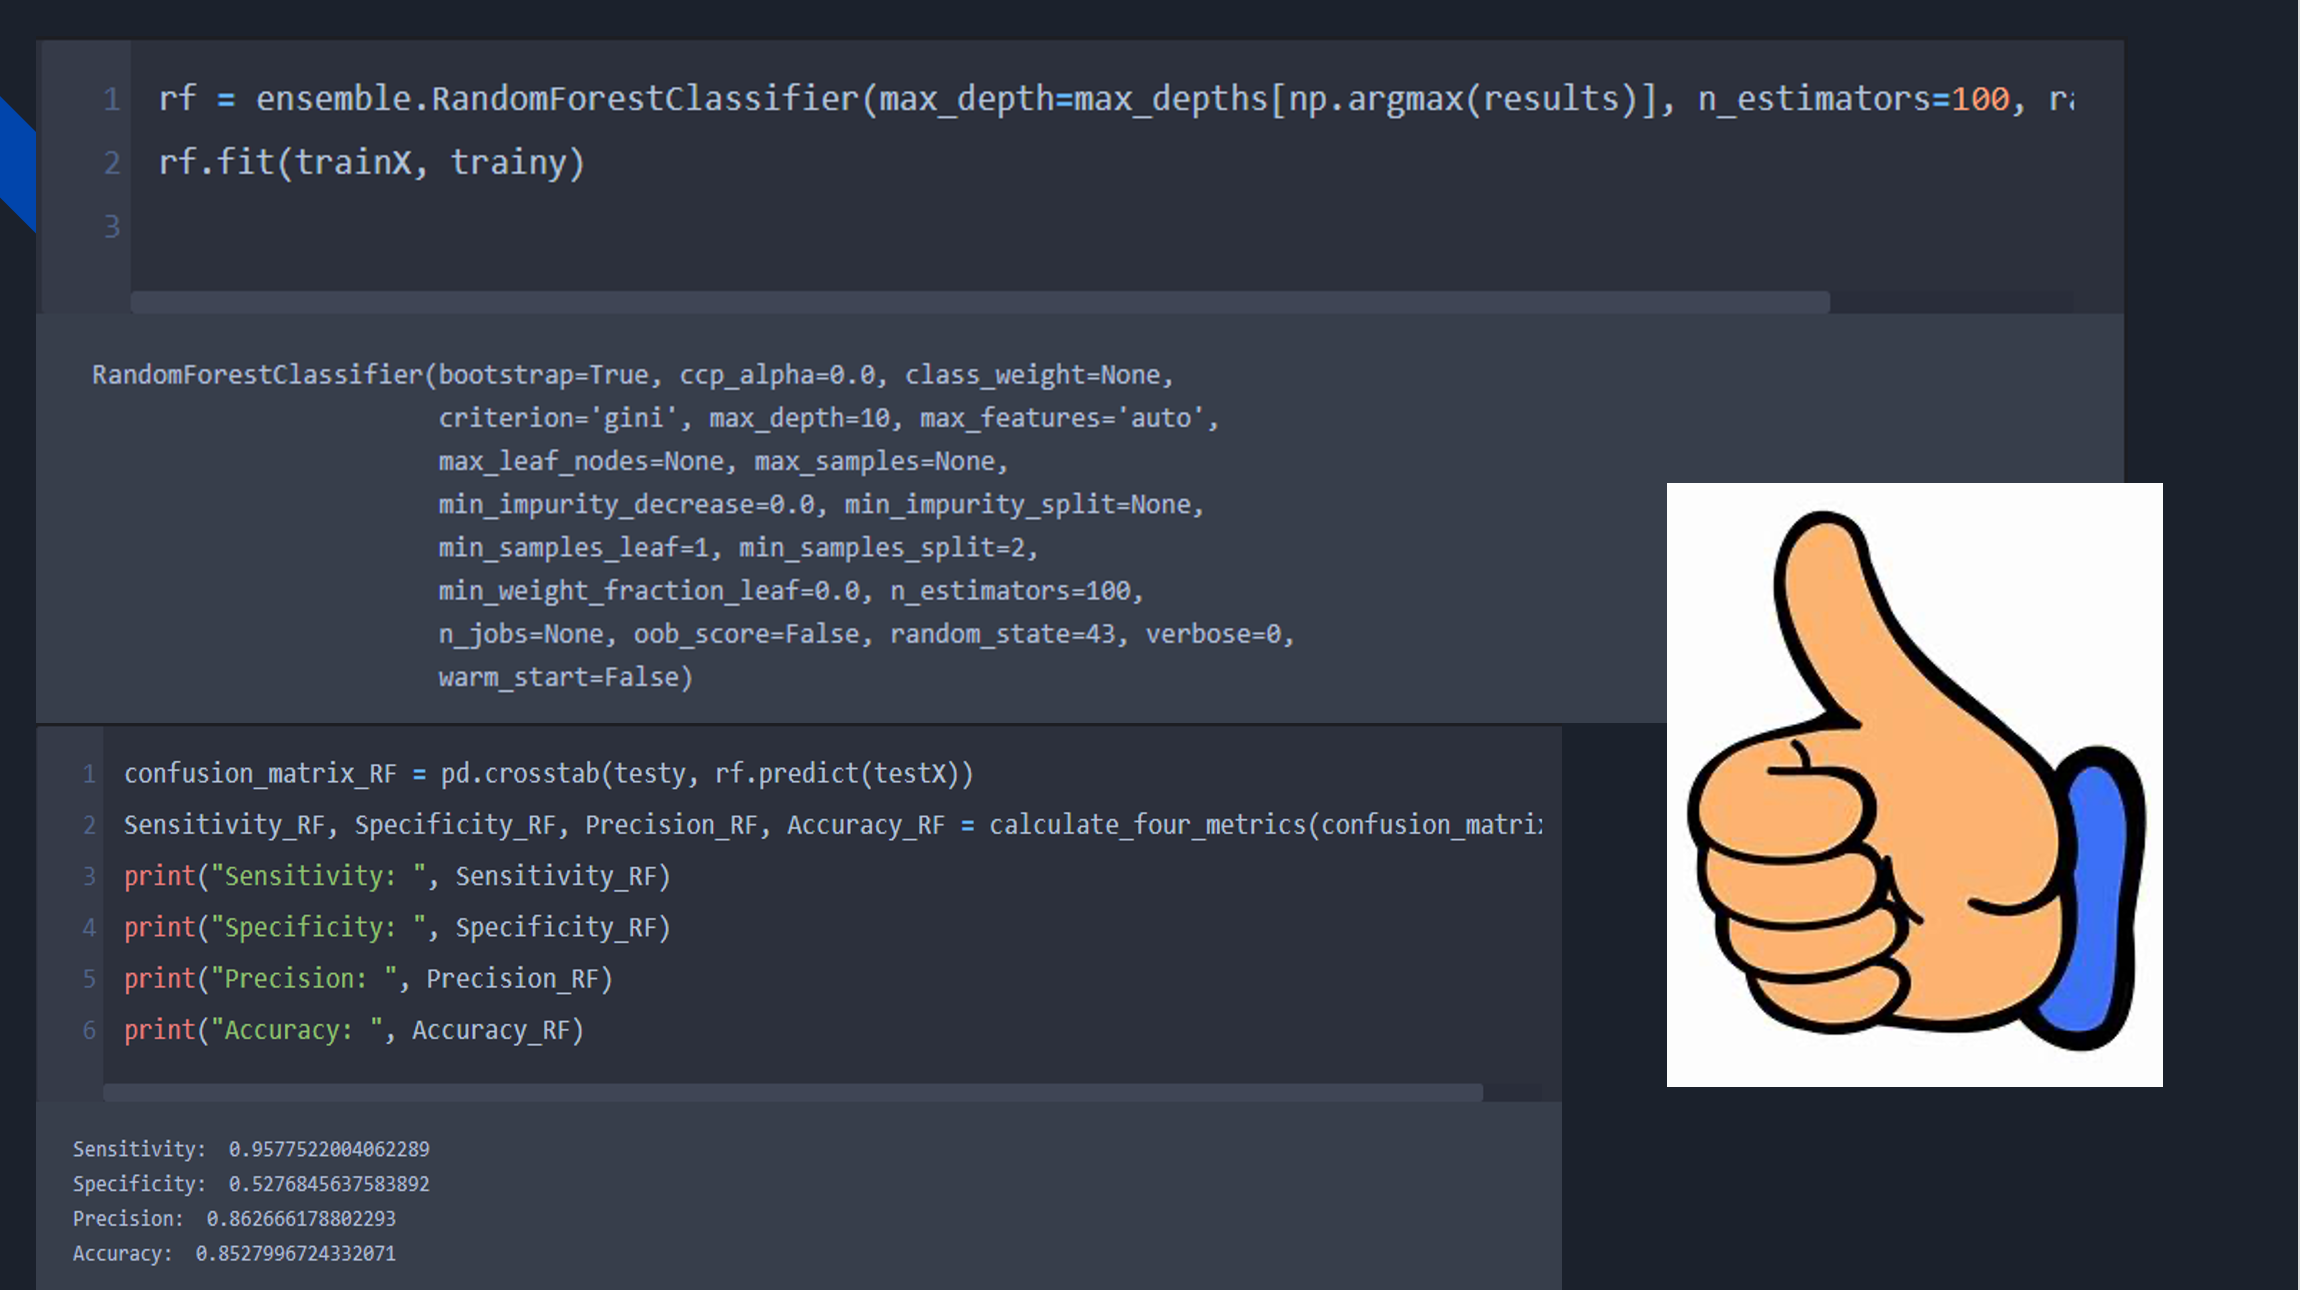 1 rf = ensemble.RandomForestClassifier(max_depth=max_depths[np.argmax(results)], n_estimators=100,
2 rf.fit(trainX, trainy)
3
RandomForestClassifier(bootstrap=True, ccp_alpha=0.0, class_weight=None,
criterion='gini', max_depth=10, max_features='auto',
max_leaf_nodes=None, max_samples=None,
min_impurity_decrease=0.0, min_impurity_split=None,
min_samples_leaf=1, min_samples_split=2,
min_weight_fraction_leaf=0.0, n_estimators=100,
n_jobs=None, oob_score=False, random_state=43, verbose=0,
warm_start=False)
1 confusion_matrix_RF = pd.crosstab(testy, rf.predict(testX))
2 Sensitivity_RF, Specificity_RF, Precision_RF, Accuracy_RF = calculate_four_metrics(confusion_matri
3 print("Sensitivity: ", Sensitivity_RF)
4 print("Specificity: ", Specificity_RF)
5 print("Precision: ", Precision_RF)
6 print("Accuracy: ", Accuracy_RF)
Sensitivity:  0.9577522004062289
Specificity:  0.5276845637583892
Precision:  0.862666178802293
Accuracy:  0.8527996724332071